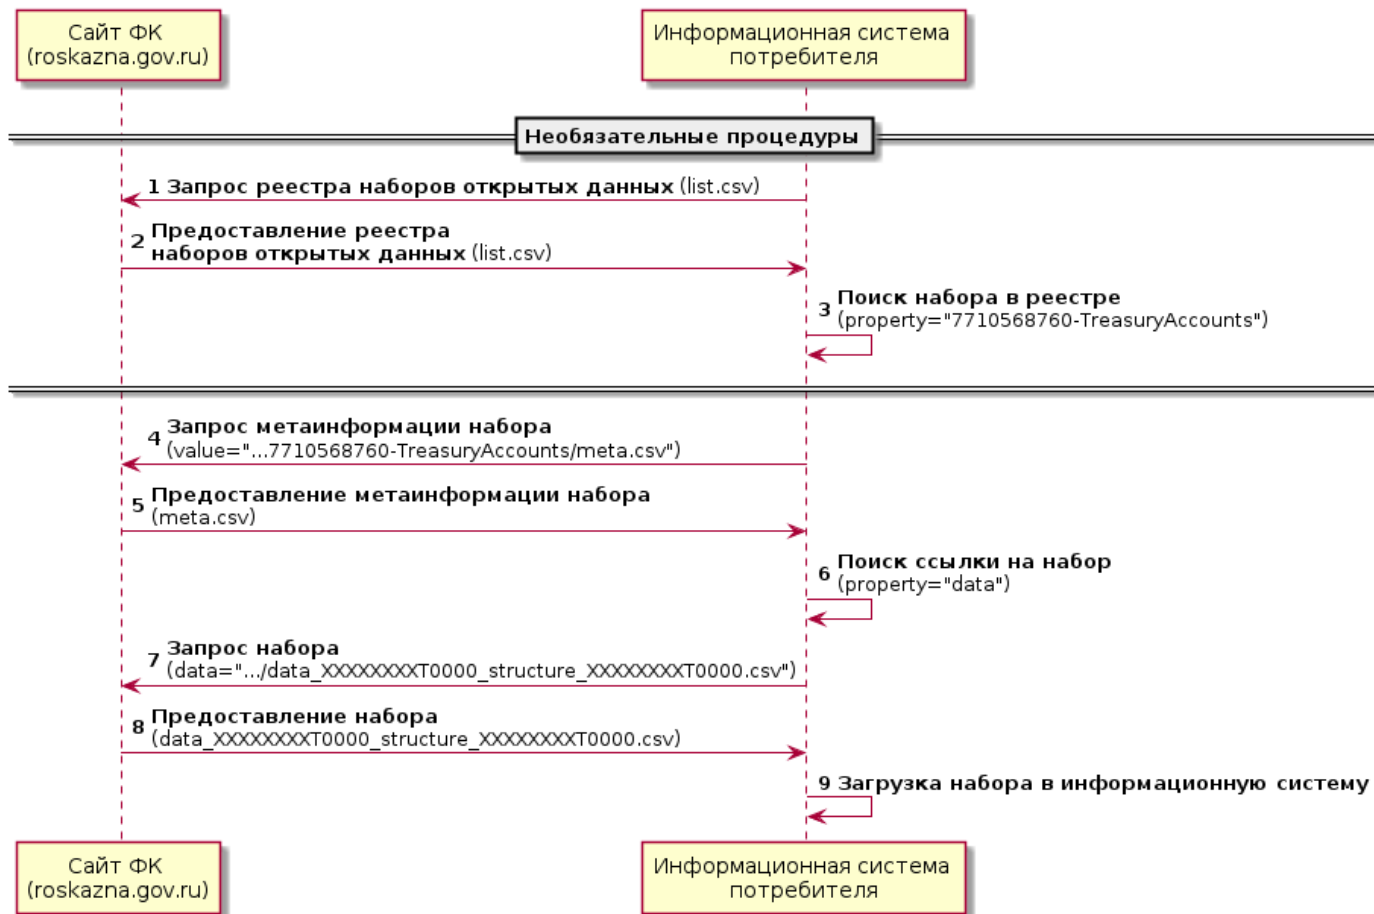 Сайт ФК
(roskazna.gov.ru)
Информационная система
потребителя
Необязательные процедуры
1 Запрос реестра наборов открытых данных (list.csv)
2 Предоставление реестра
наборов открытых данных (list.csv)
3 Поиск набора в реестре
(property="7710568760-TreasuryAccounts")
4 Запрос метаинформации набора
(value="...7710568760-TreasuryAccounts/meta.csv")
5 Предоставление метаинформации набора
(meta.csv)
6 Поиск ссылки на набор
(property="data")
7 Запрос набора
(data=".../data_XXXXXXXXT0000_structure_XXXXXXXXT0000.csv")
8 Предоставление набора
(data_XXXXXXXXT0000_structure_XXXXXXXXT0000.csv)
9 Загрузка набора в информационную систему
Сайт ФК
(roskazna.gov.ru)
Информационная система
потребителя